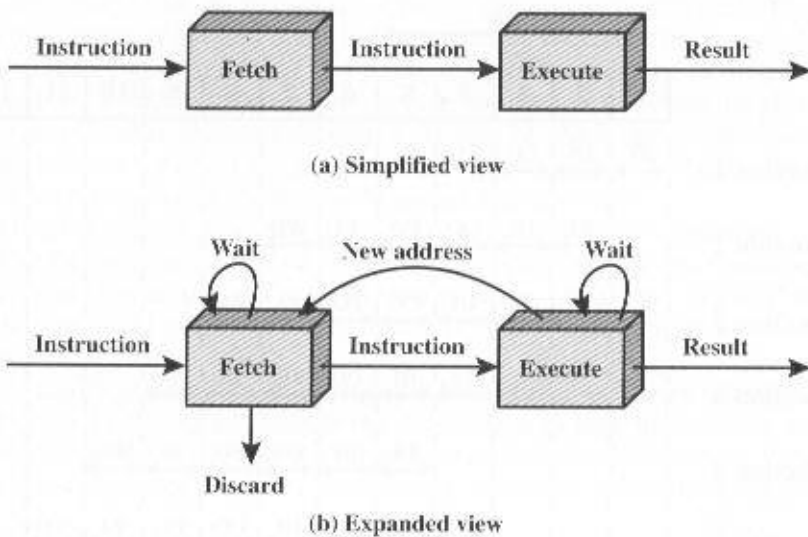 Instruction
Fetch
Instruction
Execute
Result
(a) Simplified view
Wait
New address
Wait
Instruction
Fetch
Instruction
Execute
Result
Discard
(b) Expanded view